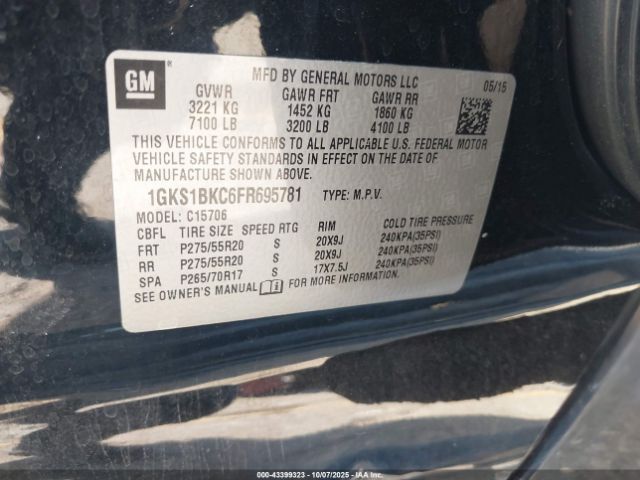 GM
MFD BY GENERAL MOTORS LLC 05/15
GVWR GAWR FRT GAWR RR
3221 KG 1452 KG 1860 KG
7100 LB 3200 LB 4100 LB
THIS VEHICLE CONFORMS TO ALL APPLICABLE U.S. FEDERAL MOTOR
VEHICLE SAFETY STANDARDS IN EFFECT ON THE DATE OF
MANUFACTURE SHOWN ABOVE.
1GKS1BKC6FR695781 TYPE: M.P.V.
MODEL: C15706
CBFL TIRE SIZE SPEED RTG RIM COLD TIRE PRESSURE
FRT P275/55R20 S 20X9J 240KPA(35PSI)
RR P275/55R20 S 20X9J 240KPA(35PSI)
SPA P265/70R17 S 17X7.5J 240KPA(35PSI)
SEE OWNER'S MANUAL FOR MORE INFORMATION.
00-43399323 | 10/07/2025 | Copart